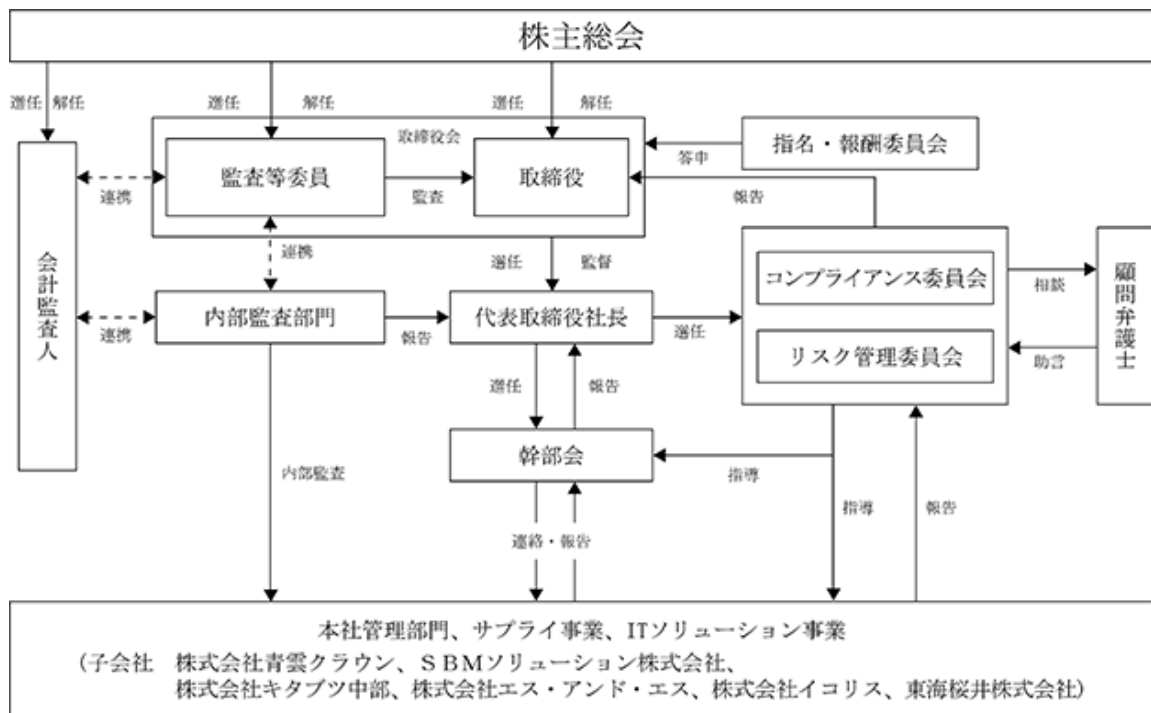 株主総会
選任 解任
選任 解任
選任 解任
取締役会
監査等委員
監査
取締役
答申
指名・報酬委員会
報告
連携
連携
選任 監督
会計監査人
連携
内部監査部門
報告
代表取締役社長
選任
コンプライアンス委員会
リスク管理委員会
相談
助言
顧問弁護士
選任 報告
幹部会
指導
内部監査
連絡・報告
指導
報告
本社管理部門、サプライ事業、ITソリューション事業
(子会社 株式会社青雲クラウン、SBMソリューション株式会社、
株式会社キタブツ中部、株式会社エス・アンド・エス、株式会社イコリス、東海桜井株式会社)